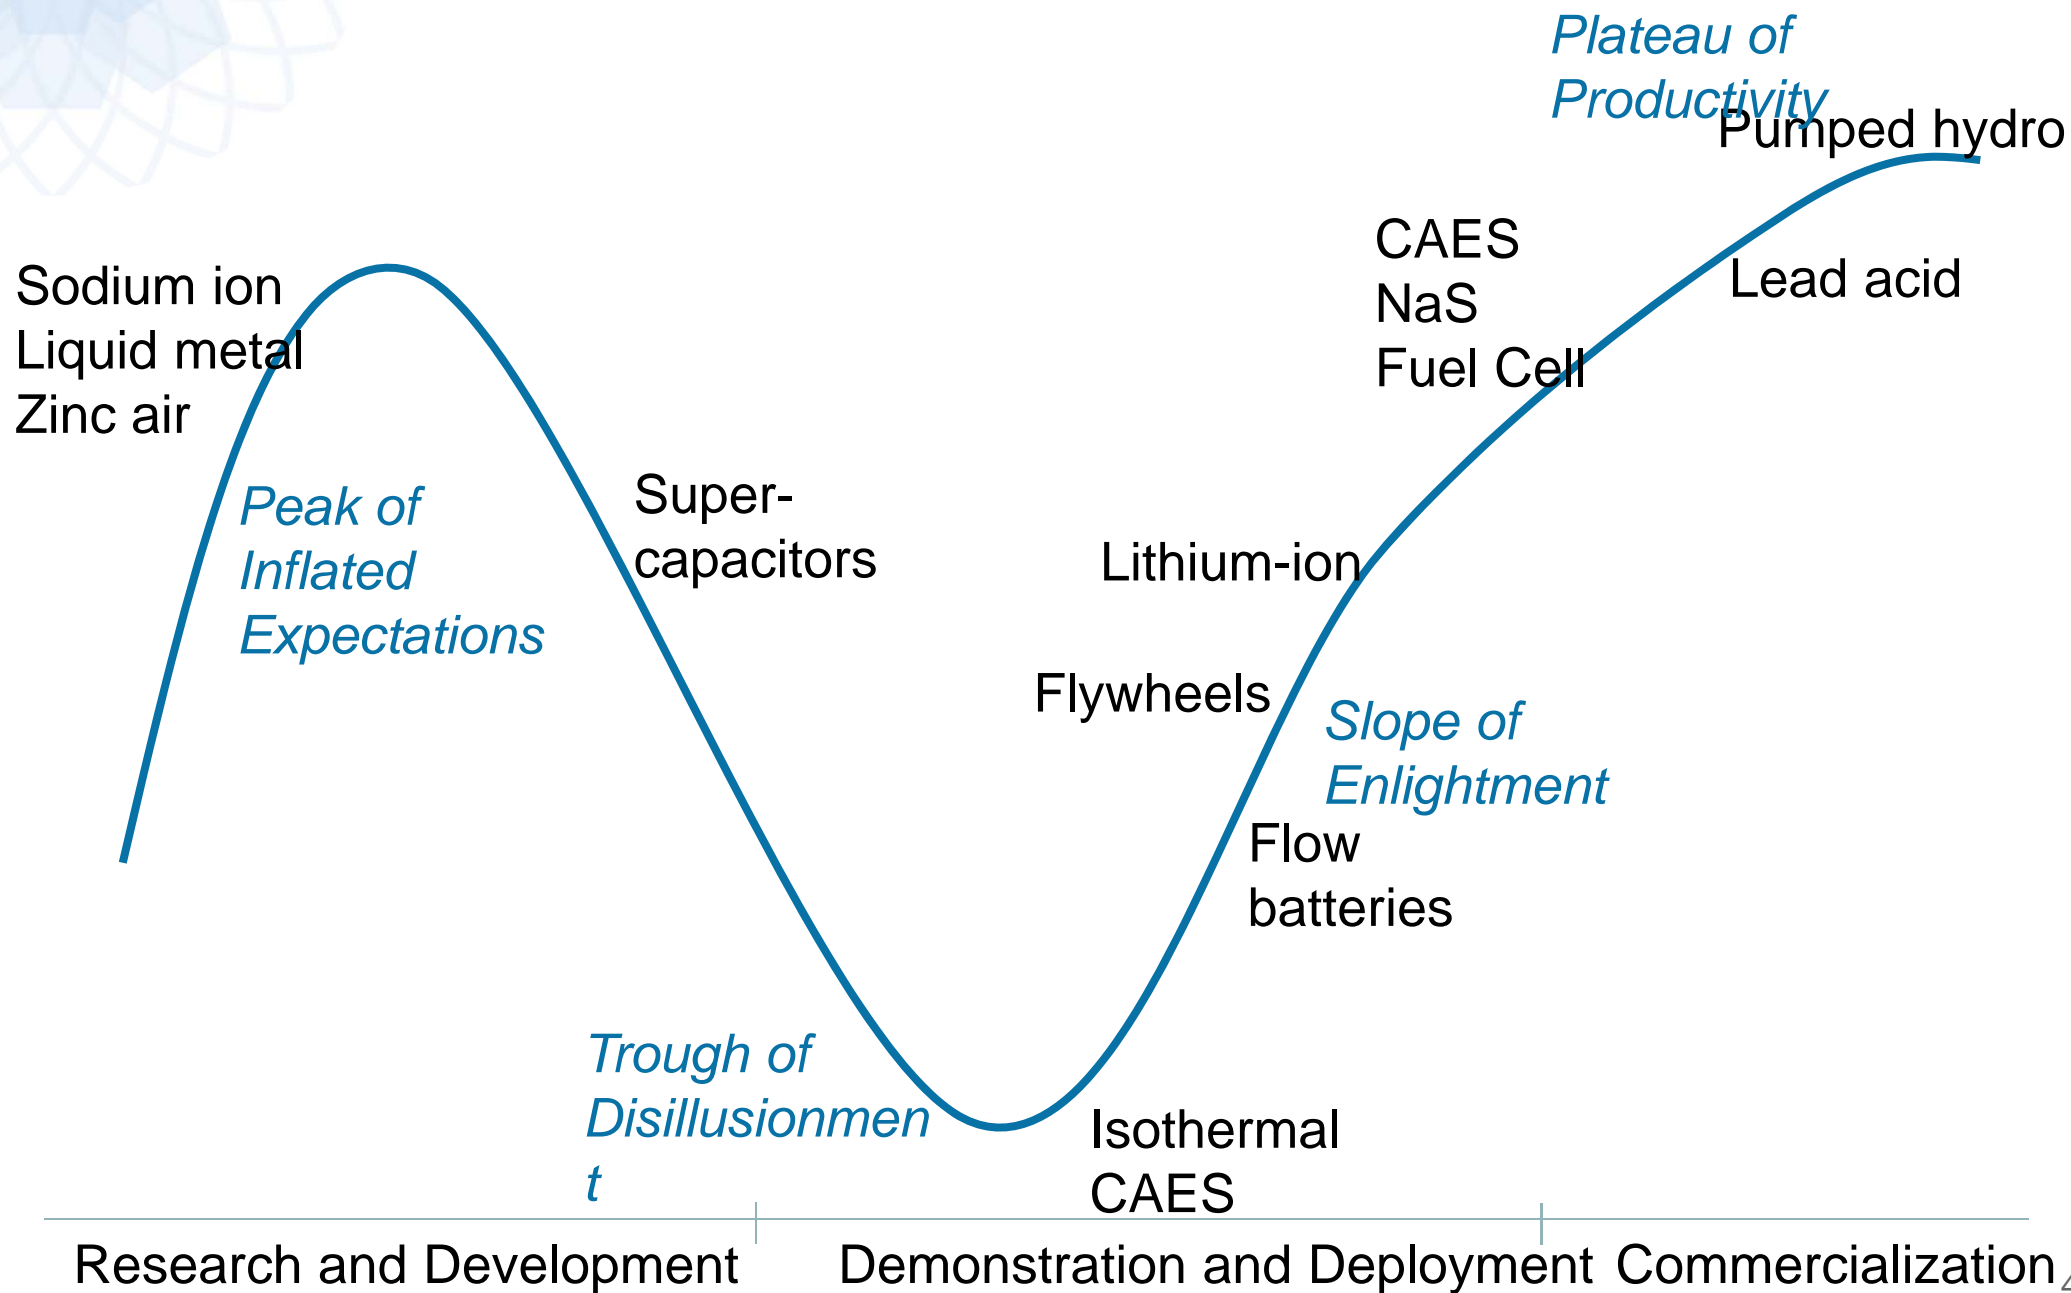 Plateau of
Productivity
Pumped hydro
CAES
NaS
Fuel Cell
Lead acid
Sodium ion
Liquid metal
Zinc air
Peak of
Inflated
Expectations
Super-
capacitors
Lithium-ion
Flywheels
Slope of
Enlightment
Flow
batteries
Trough of
Disillusionmen
t
Isothermal
CAES
Research and Development
Demonstration and Deployment
Commercialization